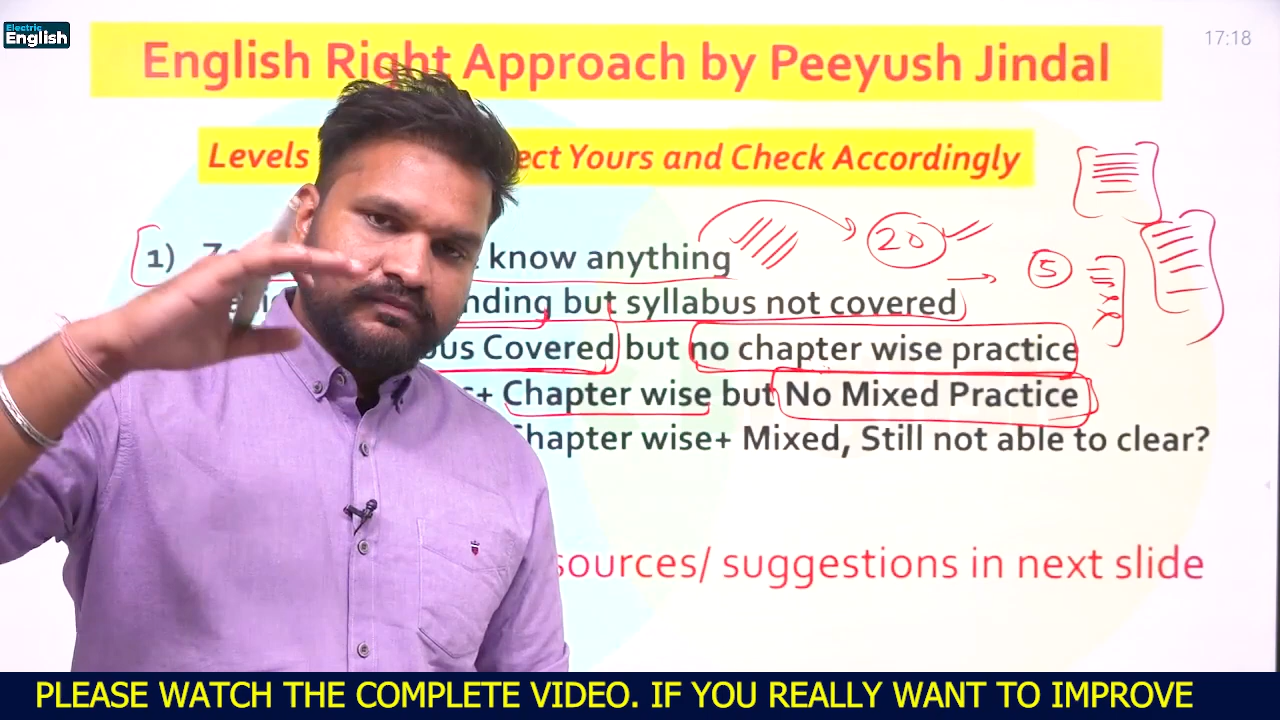 Electric
English
17:18
English Right Approach by Peeyush Jindal
Levels ect Yours and Check Accordingly
1) know anything
20
5
nding but syllabus not covered
us Covered but no chapter wise practice
+ Chapter wise but No Mixed Practice
Chapter wise+ Mixed, Still not able to clear?
sources/ suggestions in next slide
PLEASE WATCH THE COMPLETE VIDEO. IF YOU REALLY WANT TO IMPROVE